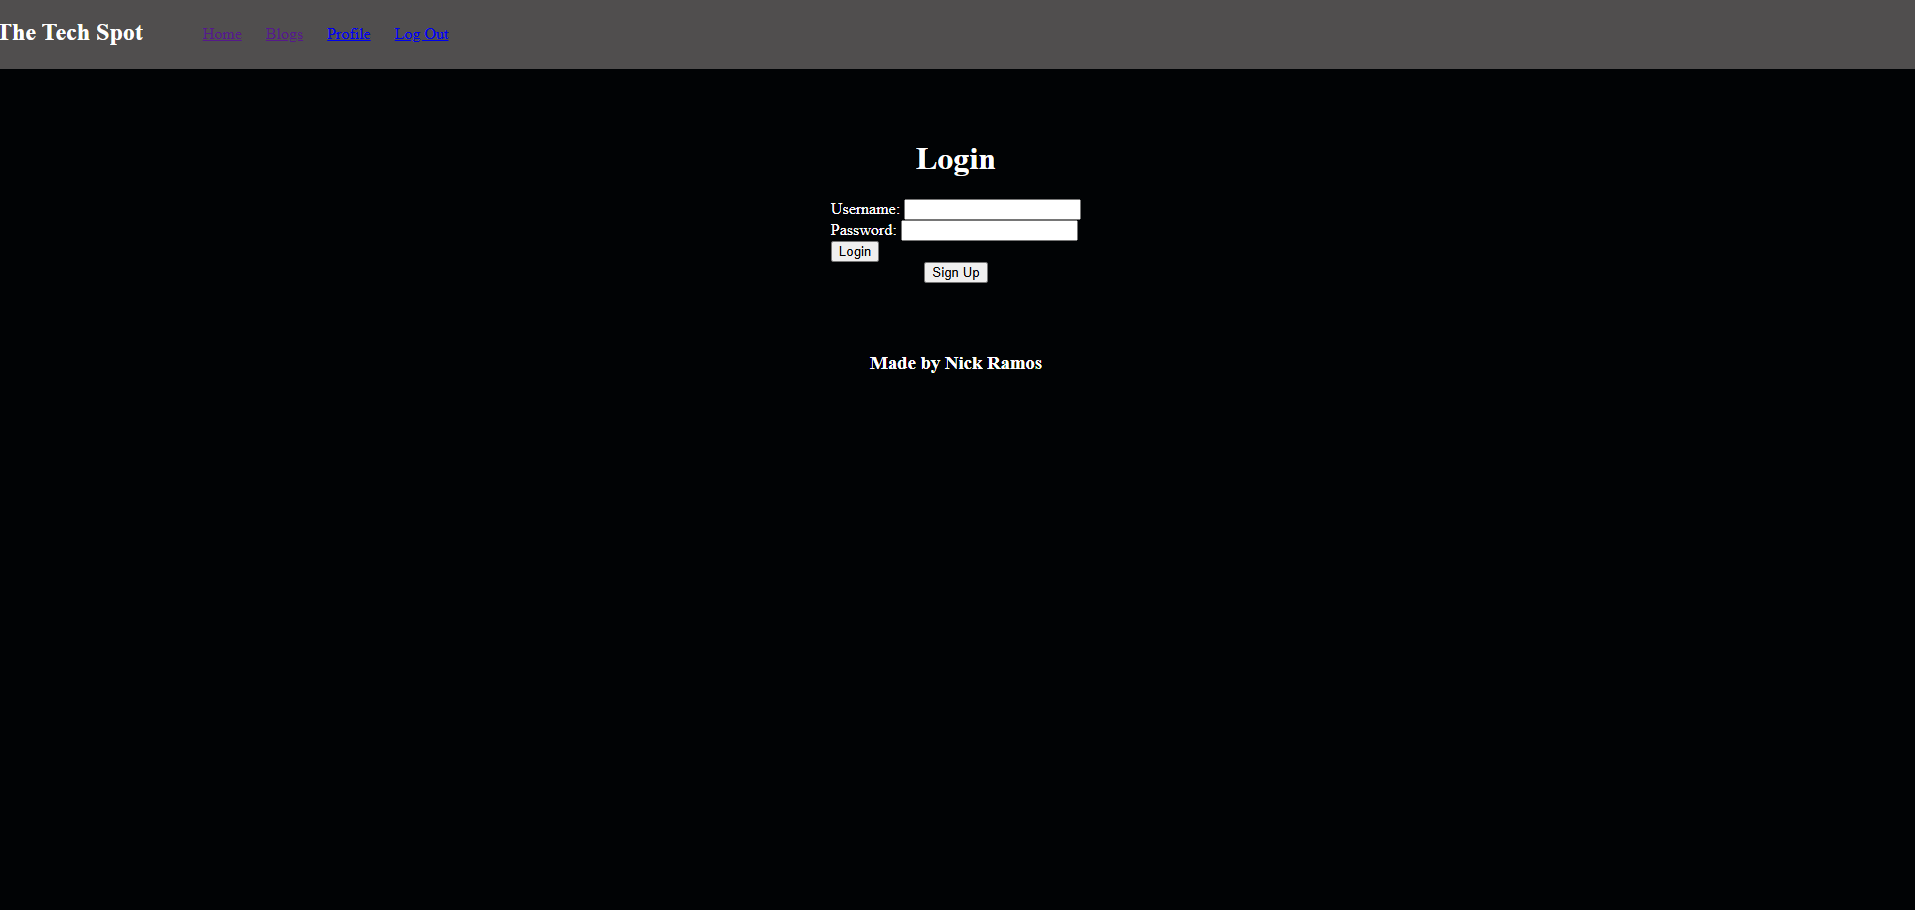 The Tech Spot Home Blogs Profile Log Out
Login
Username:
Password:
Login
Sign Up
Made by Nick Ramos